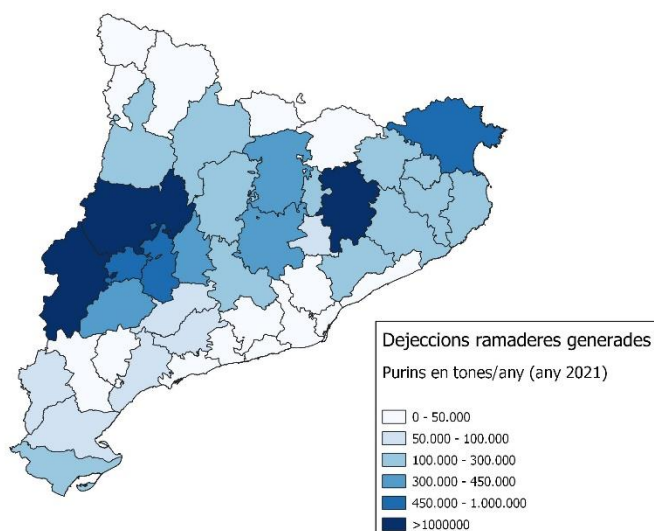 Dejeccions ramaderes generades
Purins en tones/any (any 2021)
0 - 50.000
50.000 - 100.000
100.000 - 300.000
300.000 - 450.000
450.000 - 1.000.000
>1000000